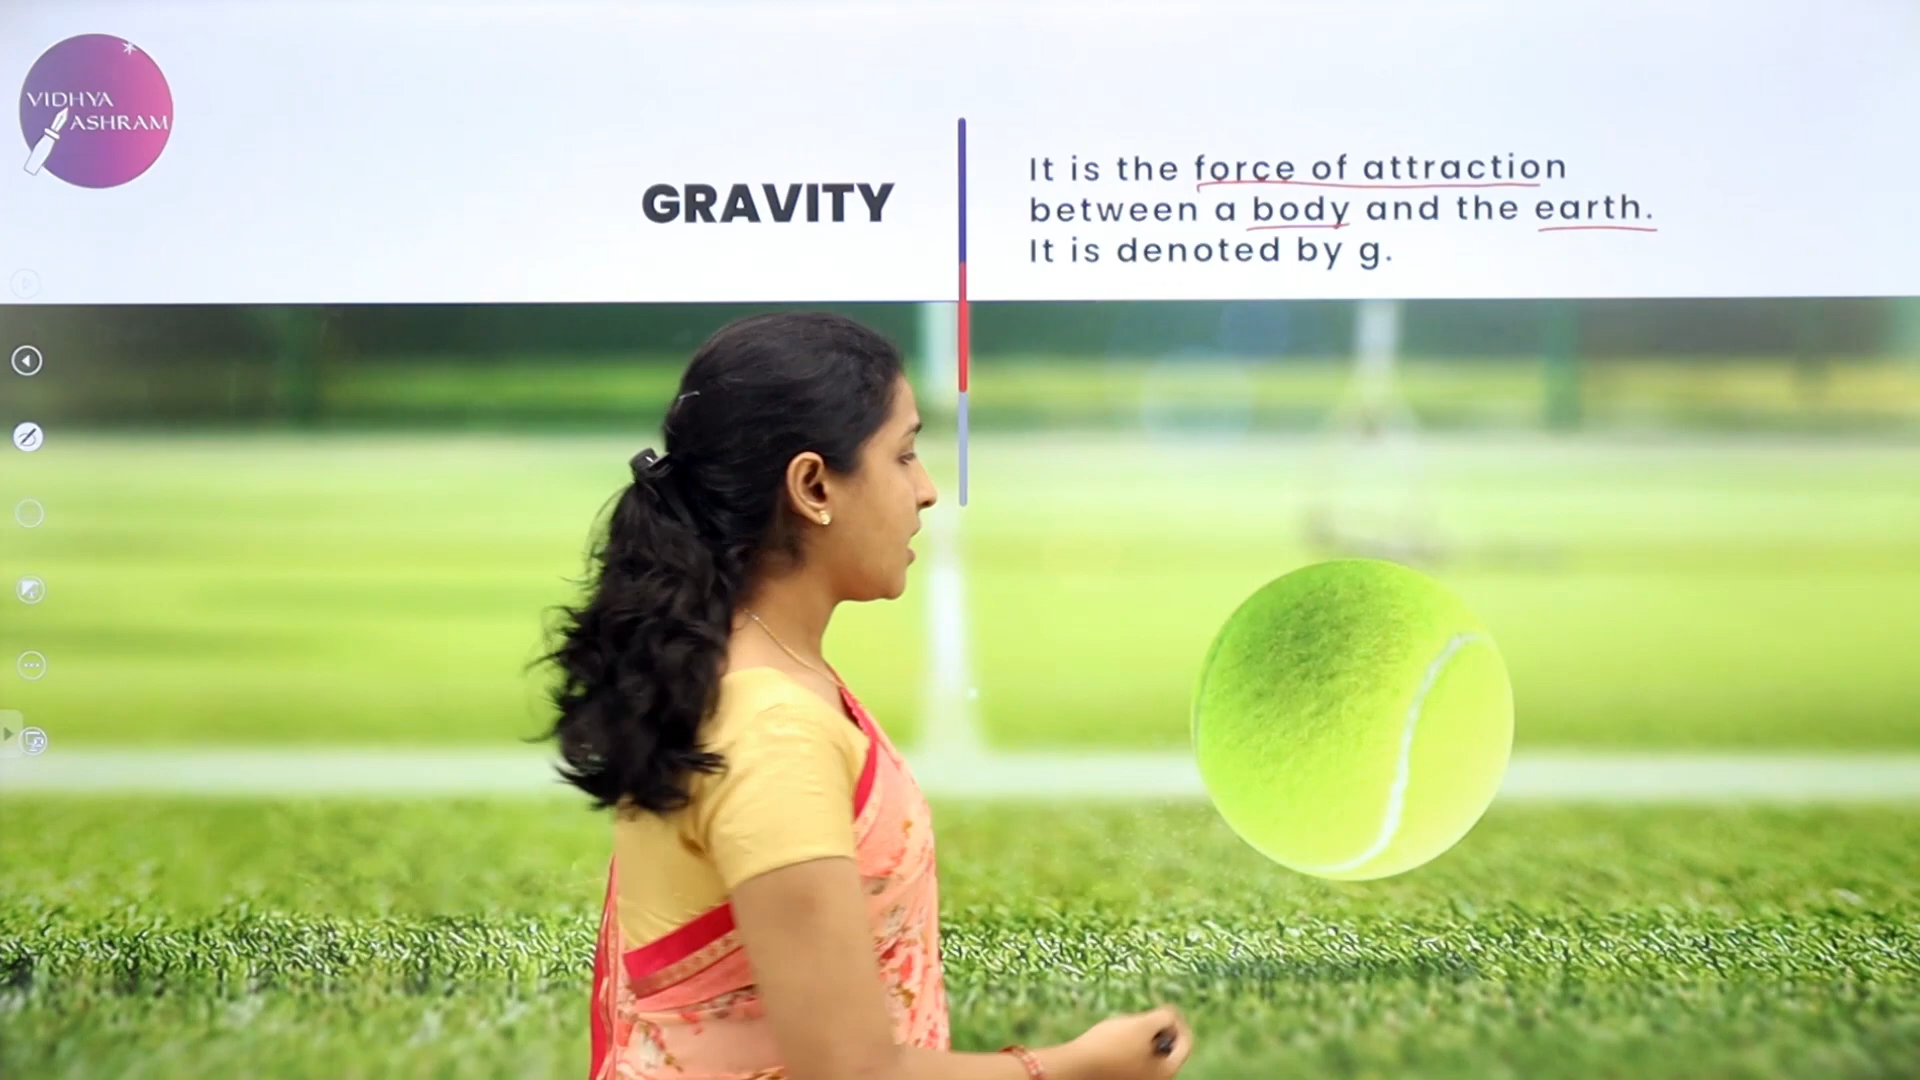 VIDHYA
ASHRAM
GRAVITY
It is the force of attraction
between a body and the earth.
It is denoted by g.